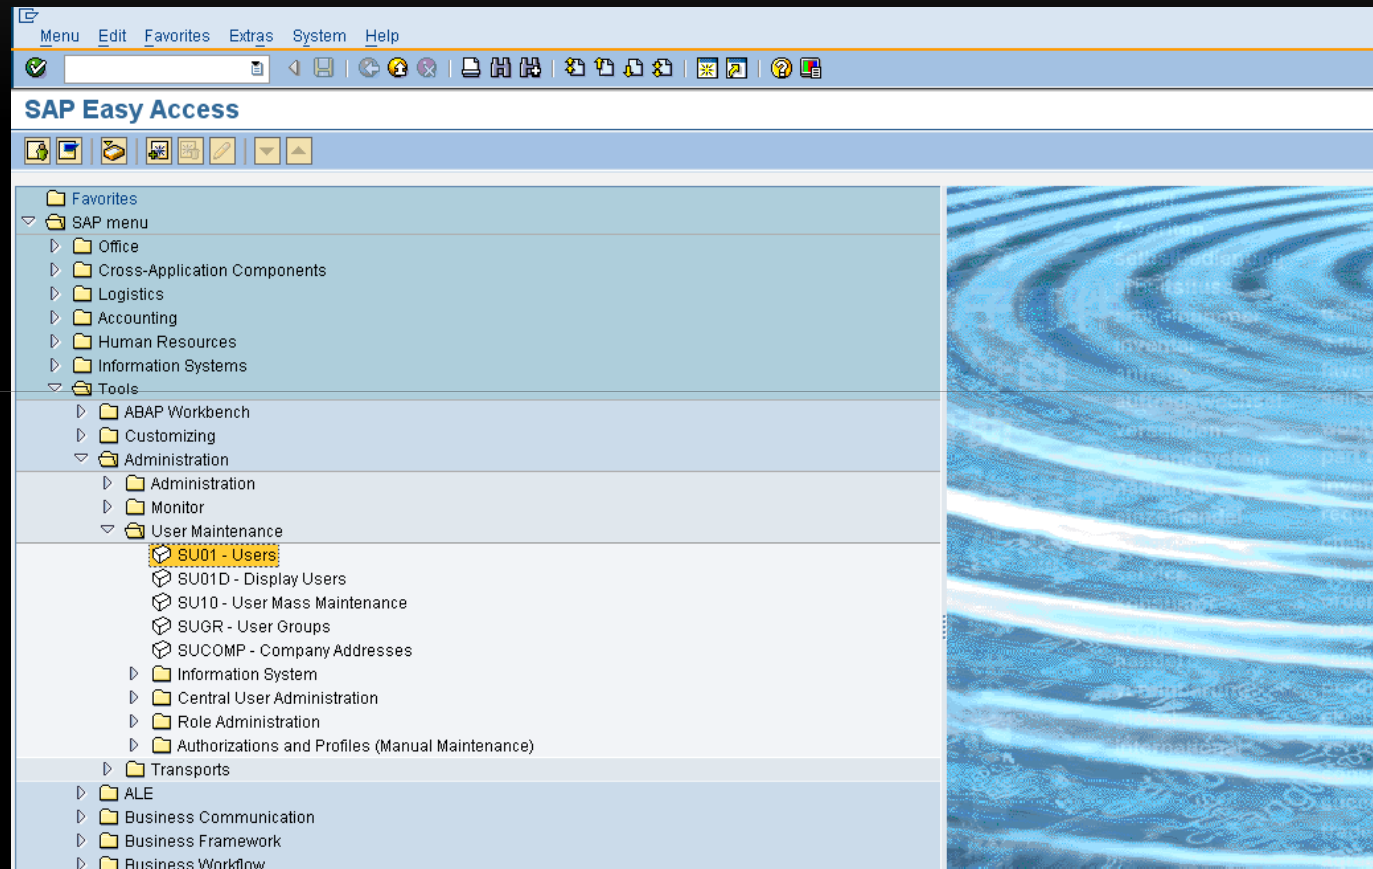 Menu Edit Favorites Extras System Help
SAP Easy Access
Favorites
SAP menu
Office
Cross-Application Components
Logistics
Accounting
Human Resources
Information Systems
Tools
ABAP Workbench
Customizing
Administration
Administration
Monitor
User Maintenance
SU01 - Users
SU01D - Display Users
SU10 - User Mass Maintenance
SUGR - User Groups
SUCOMP - Company Addresses
Information System
Central User Administration
Role Administration
Authorizations and Profiles (Manual Maintenance)
Transports
ALE
Business Communication
Business Framework
Business Workflow